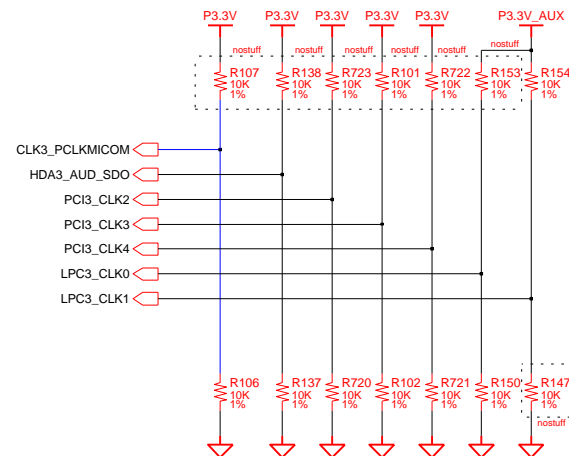 P3.3V P3.3V P3.3V P3.3V P3.3V P3.3V_AUX
nostuff nostuff nostuff nostuff nostuff
R107 R138 R723 R101 R722 R153 R154
10K 10K 10K 10K 10K 10K 10K
1% 1% 1% 1% 1% 1% 1%
CLK3_PCLKMICOM
HDA3_AUD_SDO
PCI3_CLK2
PCI3_CLK3
PCI3_CLK4
LPC3_CLK0
LPC3_CLK1
R106 R137 R720 R102 R721 R150 R147
10K 10K 10K 10K 10K 10K 10K
1% 1% 1% 1% 1% 1% 1%
nostuff